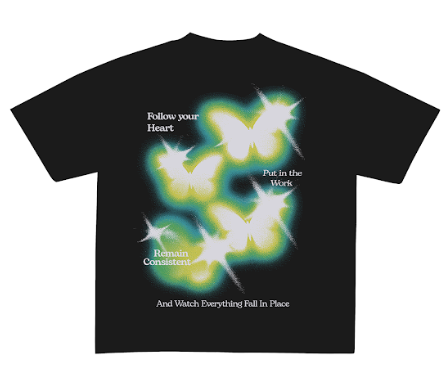 Follow your
Heart
Put in the
Work
Remain
Consistent
And Watch Everything Fall In Place